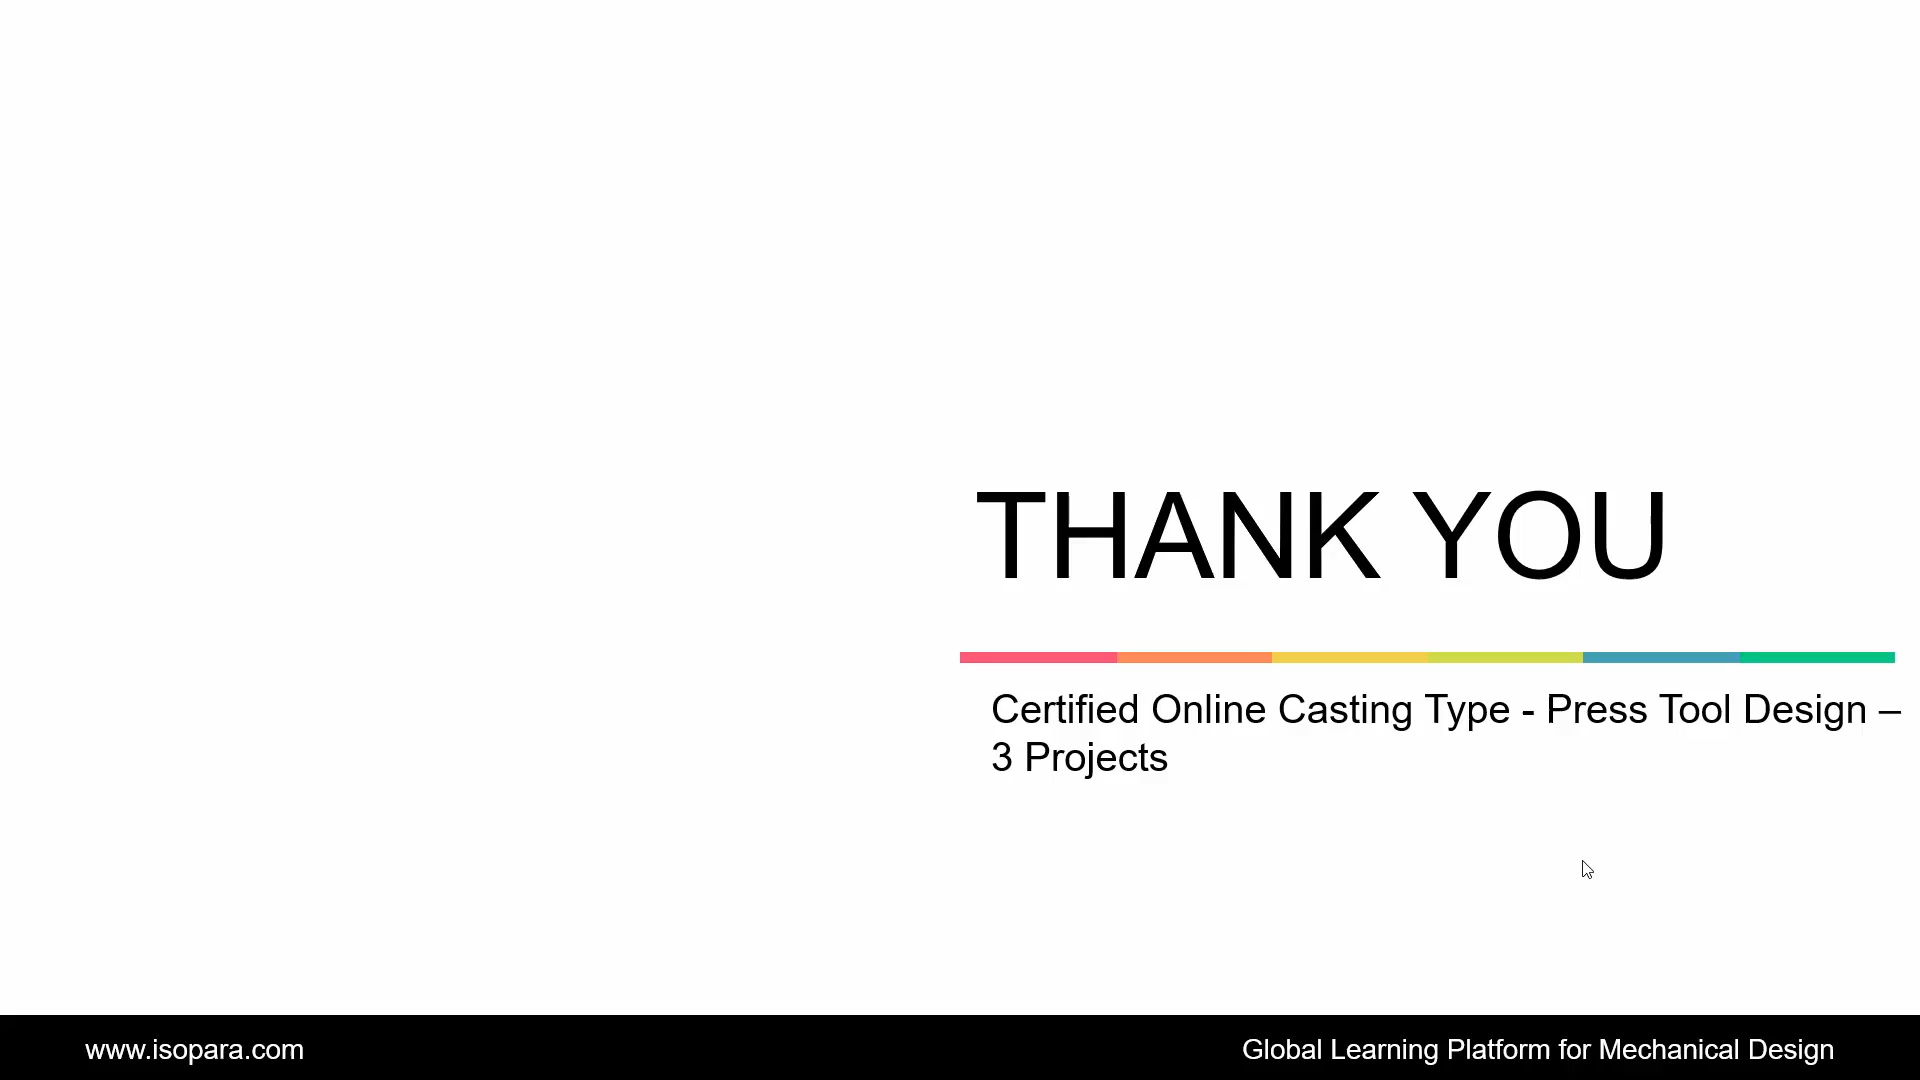 THANK YOU
Certified Online Casting Type - Press Tool Design –
3 Projects
www.isopara.com
Global Learning Platform for Mechanical Design